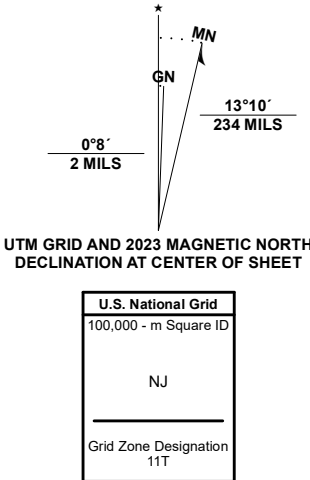 ★
MN
GN
13°10´
234 MILS
0°8´
2 MILS
UTM GRID AND 2023 MAGNETIC NORTH
DECLINATION AT CENTER OF SHEET
U.S. National Grid
100,000 - m Square ID
NJ
Grid Zone Designation
11T